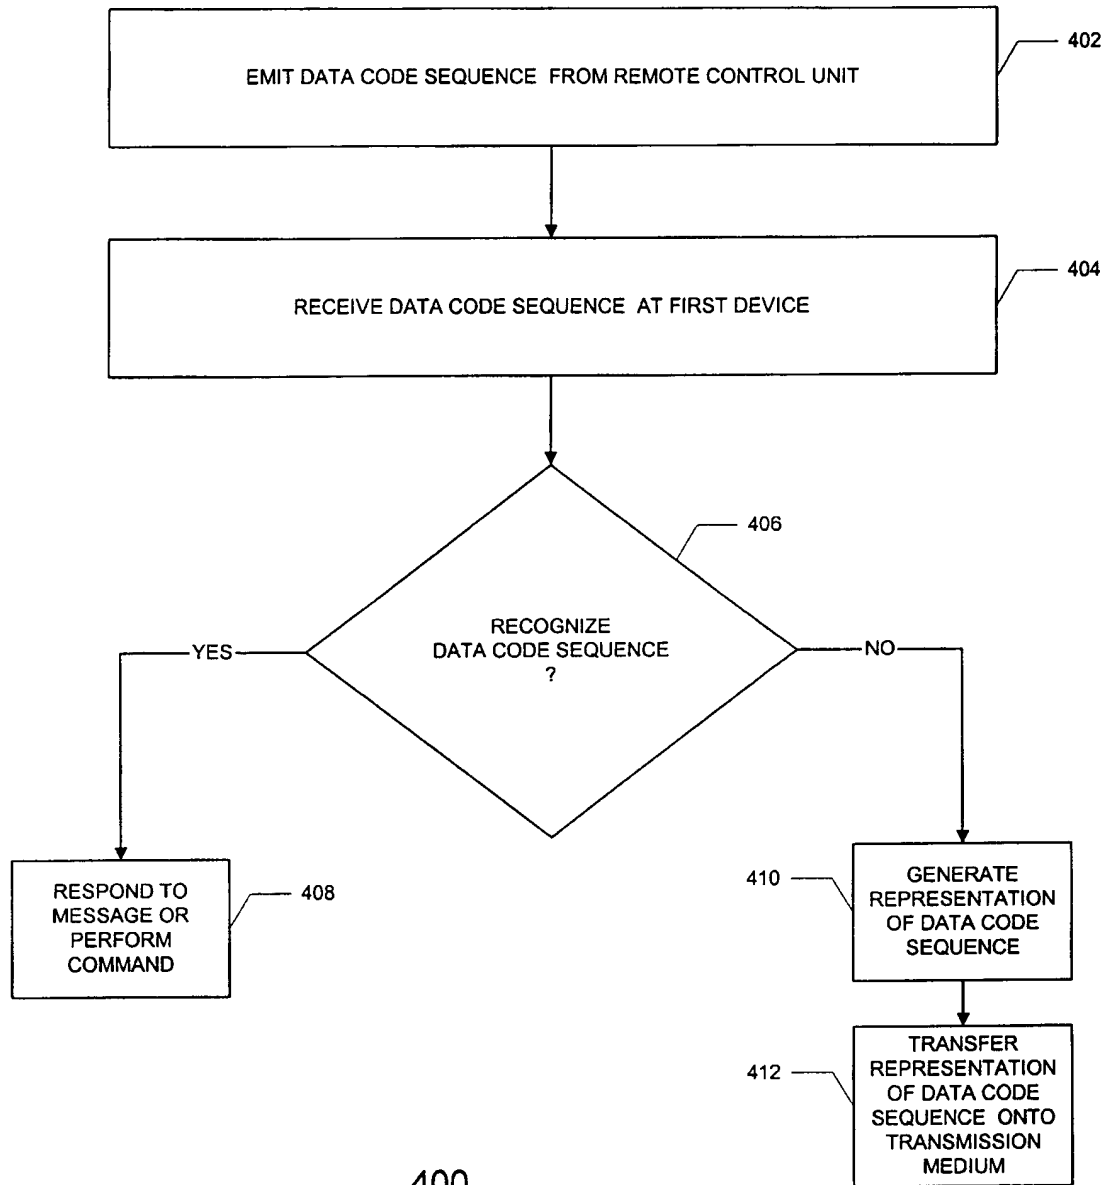 402
EMIT DATA CODE SEQUENCE FROM REMOTE CONTROL UNIT
404
RECEIVE DATA CODE SEQUENCE AT FIRST DEVICE
406
RECOGNIZE
DATA CODE SEQUENCE
?
YES
NO
RESPOND TO
MESSAGE OR
PERFORM
COMMAND
408
410
GENERATE
REPRESENTATION
OF DATA CODE
SEQUENCE
412
TRANSFER
REPRESENTATION
OF DATA CODE
SEQUENCE ONTO
TRANSMISSION
MEDIUM
400